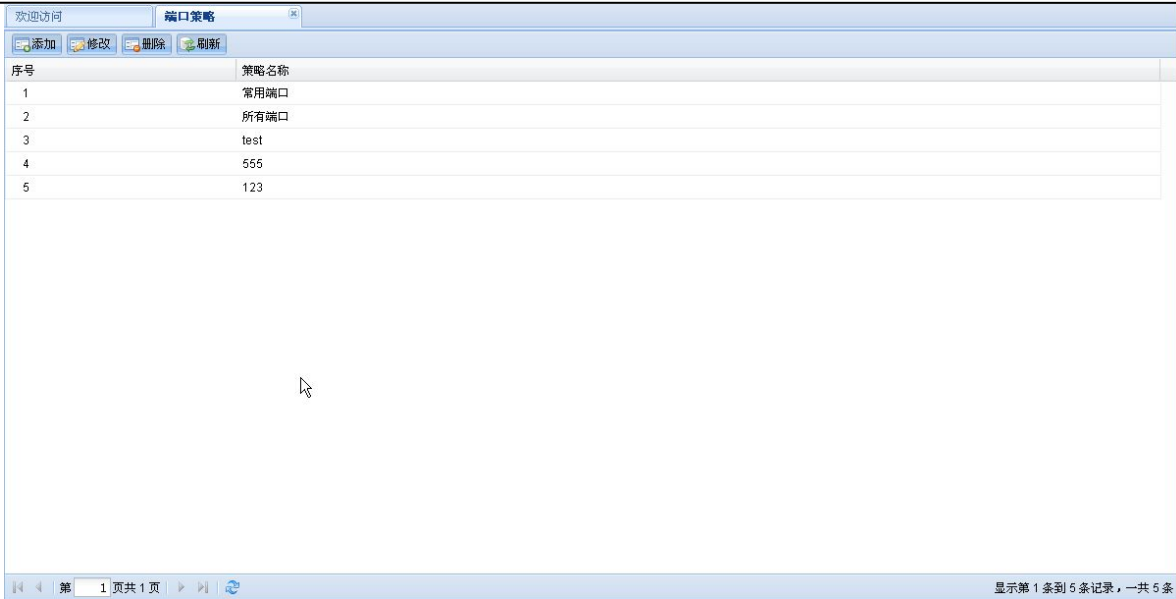 欢迎访问 端口策略
添加 修改 删除 刷新
序号 策略名称
1 常用端口
2 所有端口
3 test
4 555
5 123
第 1 页共 1 页 显示第 1 条到 5 条记录，一共 5 条